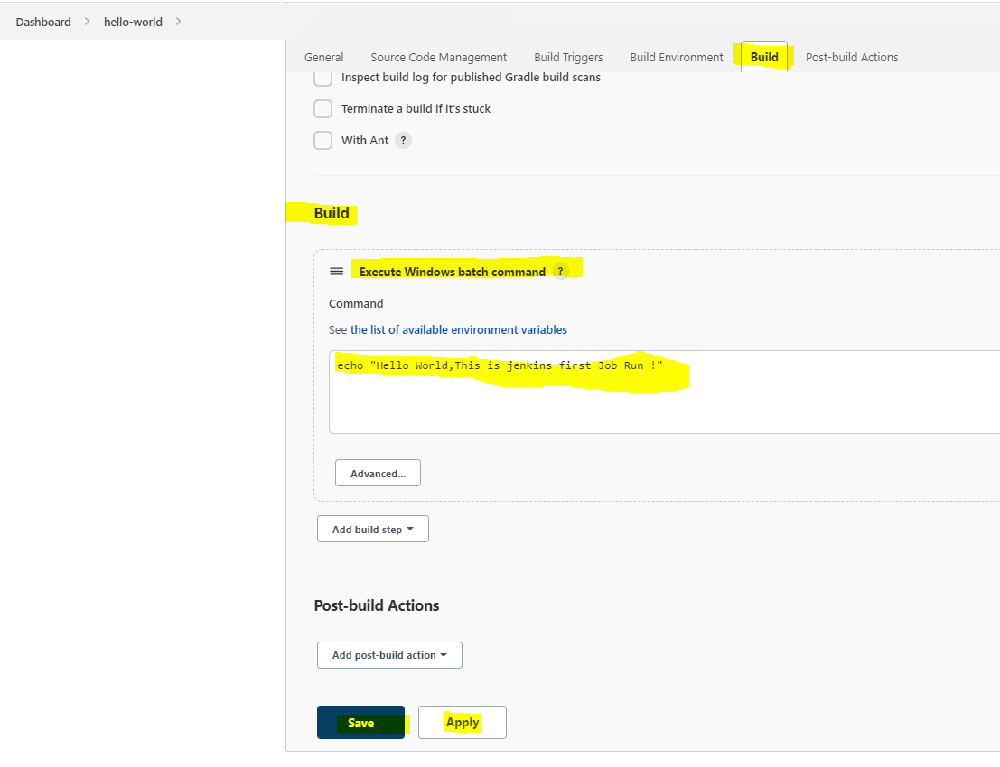 Dashboard > hello-world >
General Source Code Management Build Triggers Build Environment Build Post-build Actions
Inspect build log for published Gradle build scans
Terminate a build if it's stuck
With Ant ?
Build
Execute Windows batch command ?
Command
See the list of available environment variables
echo "Hello World,This is jenkins first Job Run !"
Advanced...
Add build step
Post-build Actions
Add post-build action
Save Apply